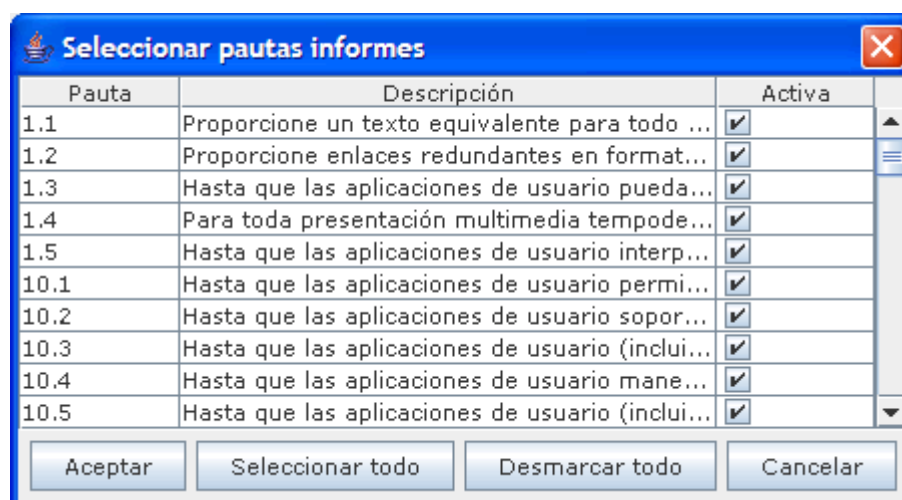 Seleccionar pautas informes
Pauta Descripción Activa
1.1 Proporcione un texto equivalente para todo ...
1.2 Proporcione enlaces redundantes en format...
1.3 Hasta que las aplicaciones de usuario pueda...
1.4 Para toda presentación multimedia tempode...
1.5 Hasta que las aplicaciones de usuario interp...
10.1 Hasta que las aplicaciones de usuario permi...
10.2 Hasta que las aplicaciones de usuario sopor...
10.3 Hasta que las aplicaciones de usuario (inclui...
10.4 Hasta que las aplicaciones de usuario mane...
10.5 Hasta que las aplicaciones de usuario (inclui...
Aceptar Seleccionar todo Desmarcar todo Cancelar